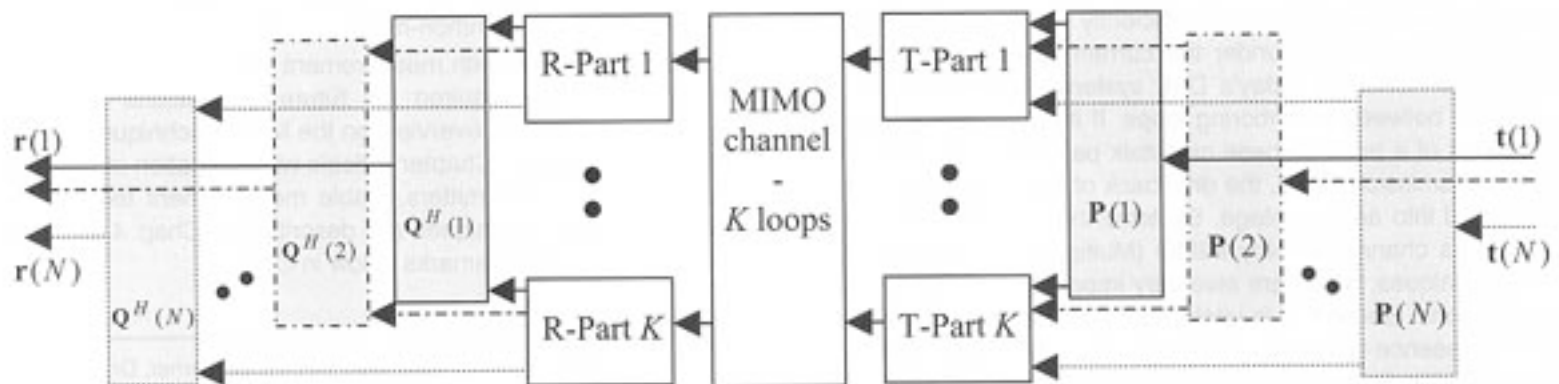 r(1)
r(N)
Q^H(N)
Q^H(2)
Q^H(1)
R-Part 1
R-Part K
MIMO
channel
-
K loops
T-Part 1
T-Part K
P(1)
P(2)
P(N)
t(1)
t(N)